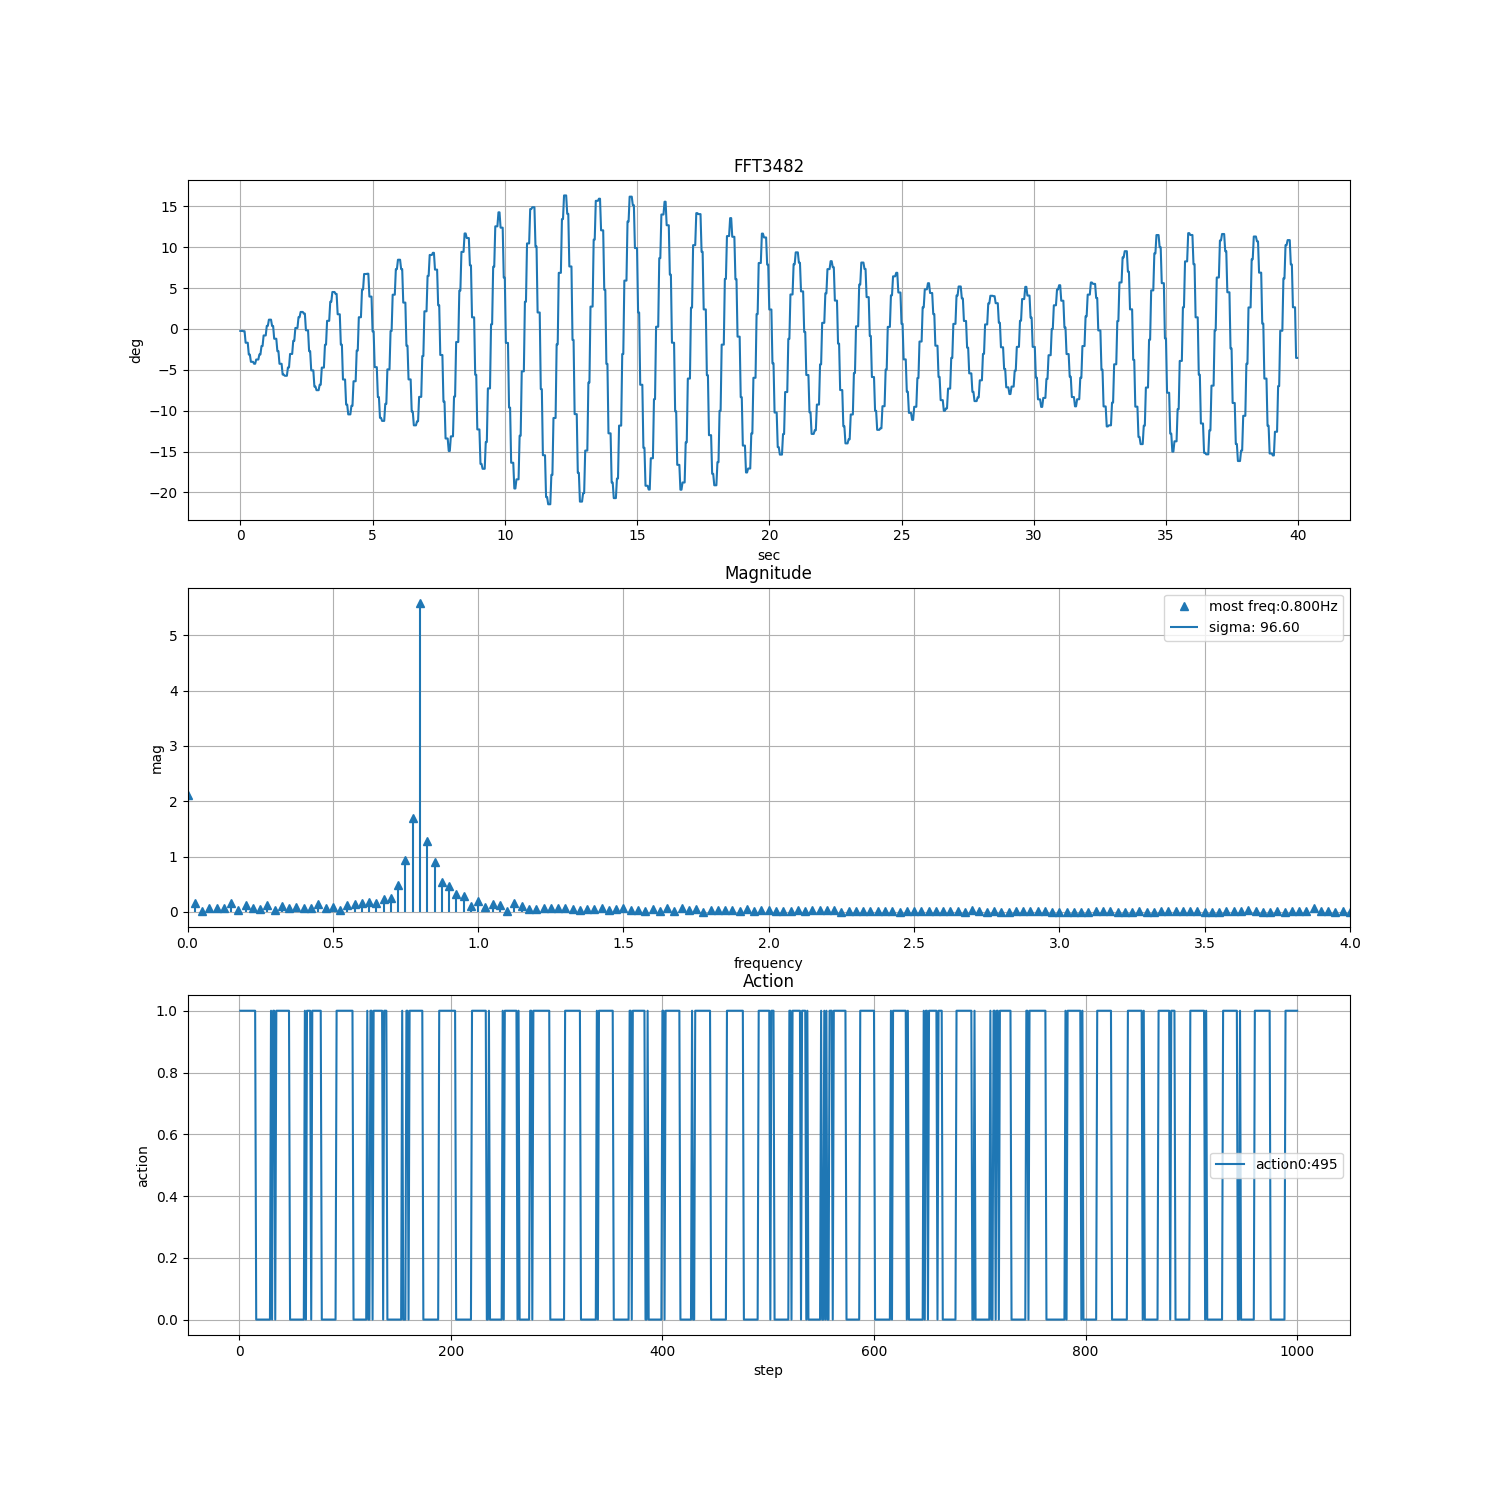 FFT3482
15
10
5
0
−5
−10
−15
−20
deg
0 5 10 15 20 25 30 35 40
sec
Magnitude
most freq:0.800Hz
sigma: 96.60
5
4
3
2
1
0
mag
0.0 0.5 1.0 1.5 2.0 2.5 3.0 3.5 4.0
frequency
Action
1.0
0.8
0.6
0.4
0.2
0.0
action
action0:495
0 200 400 600 800 1000
step